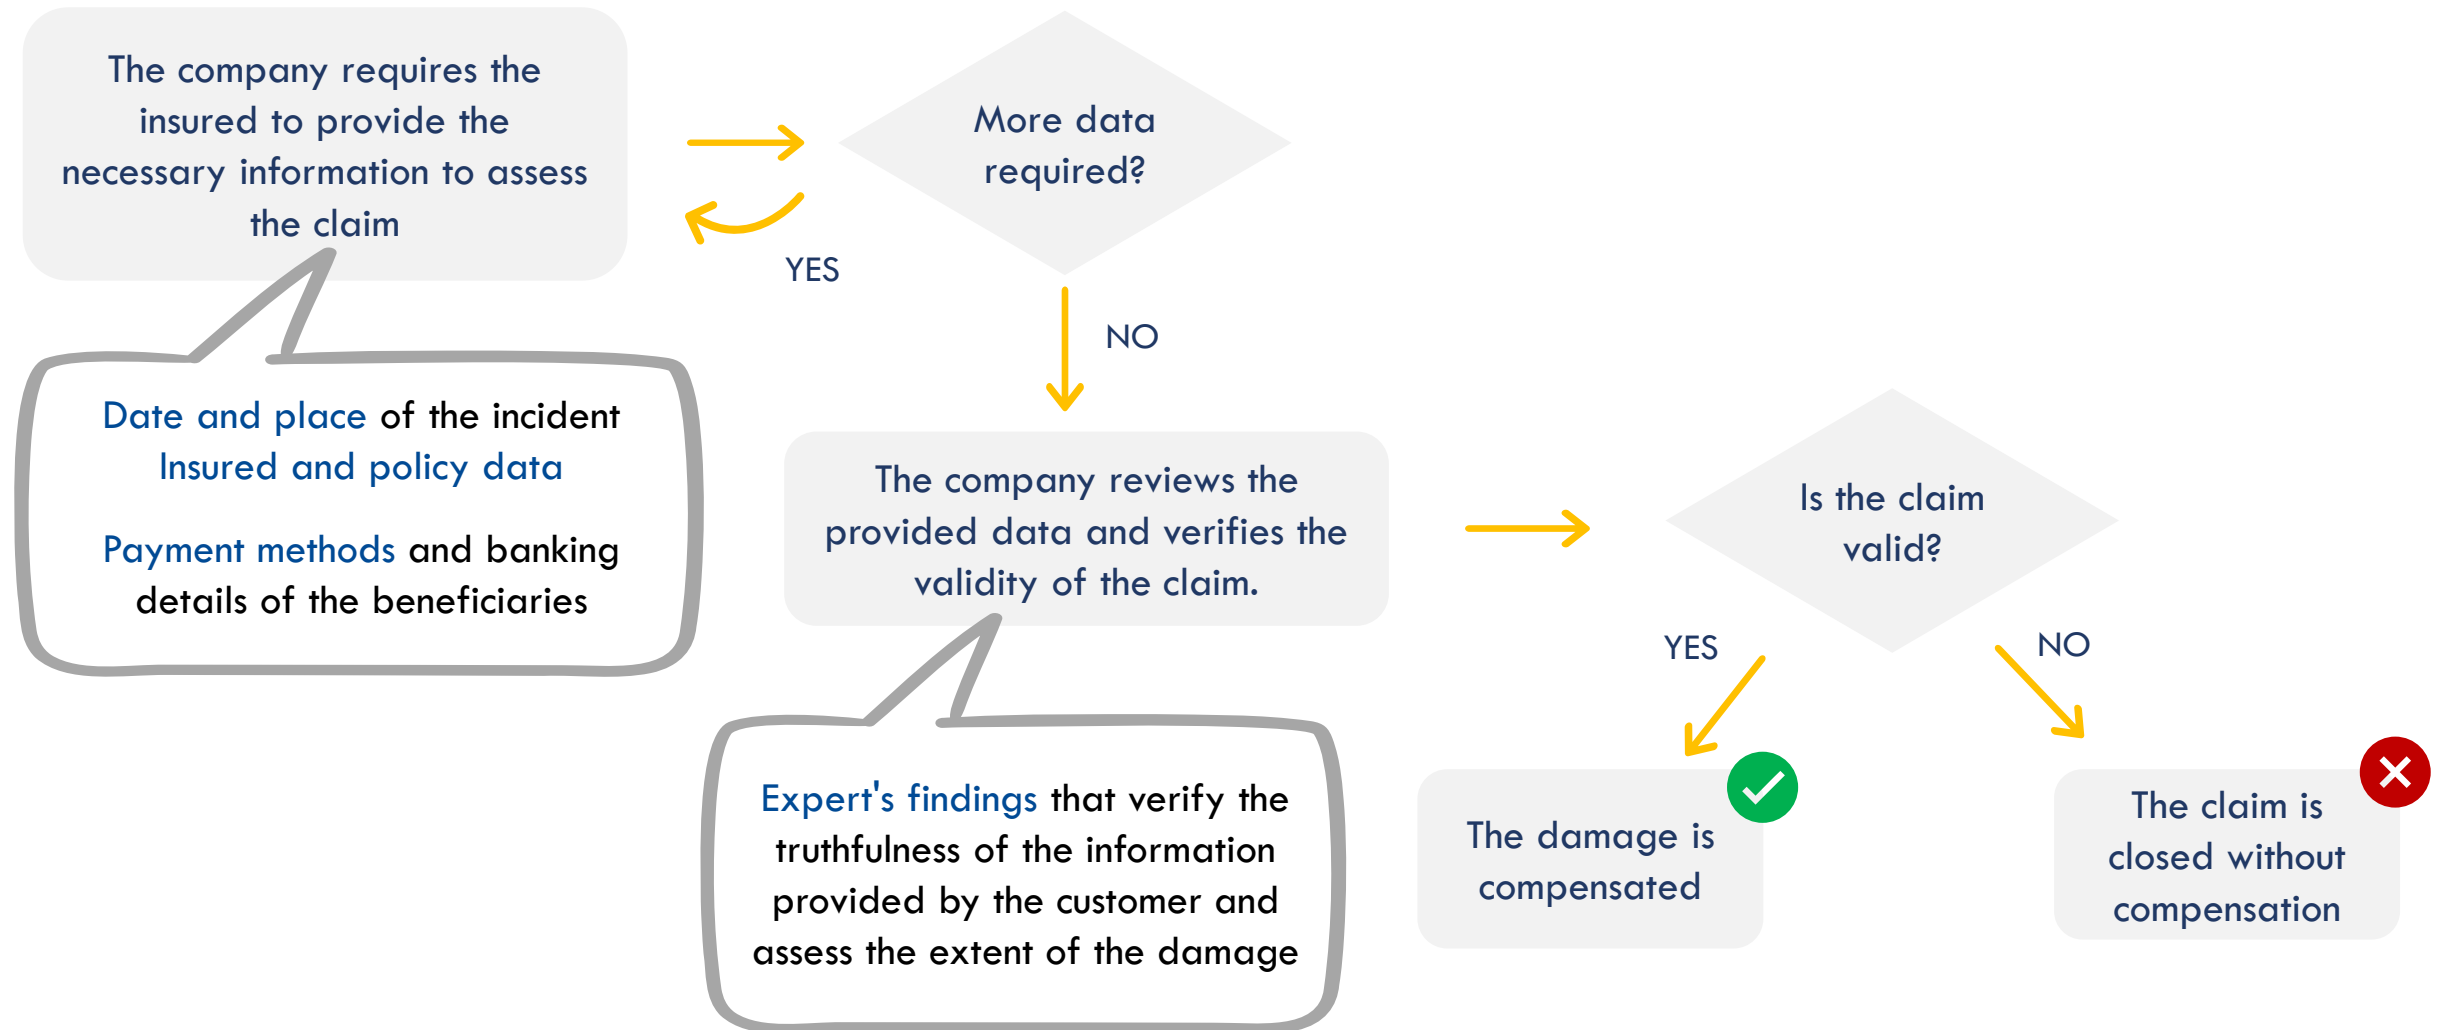 The company requires the
insured to provide the
necessary information to assess
the claim
More data
required?
YES
NO
Date and place of the incident
Insured and policy data
Payment methods and banking
details of the beneficiaries
The company reviews the
provided data and verifies the
validity of the claim.
Is the claim
valid?
YES
NO
Expert's findings that verify the
truthfulness of the information
provided by the customer and
assess the extent of the damage
The damage is
compensated
The claim is
closed without
compensation